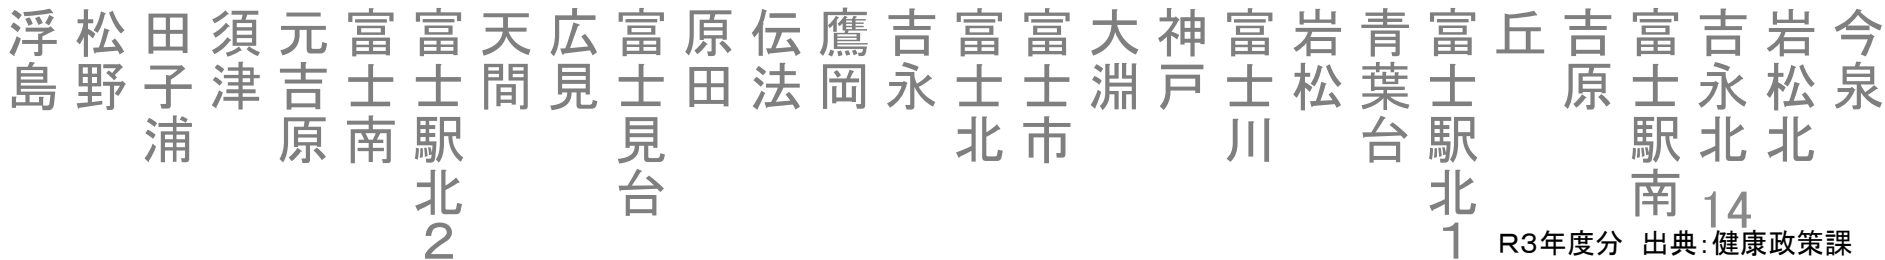 浮島
松野
田子浦
須津
元吉原
富士南
富士駅北２
天間
広見
富士見台
原田
伝法
鷹岡
吉永
富士北
富士市
大淵
神戸
富士川
岩松
青葉台
富士駅北１
丘
吉原
富士駅南
吉永北
岩松北
今泉
14
R3年度分　出典：健康政策課